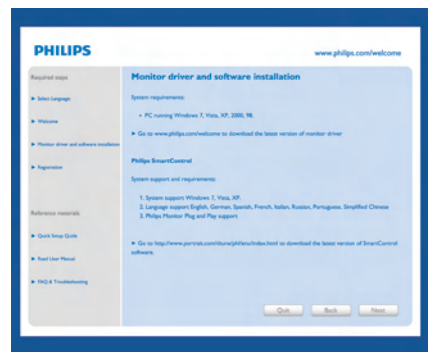 PHILIPS
www.philips.com/welcome
Required steps
Select Language
Welcome
Monitor driver and software installation
Registration
Reference materials
Quick Setup Guide
Read User Manual
FAQ & Troubleshooting
Monitor driver and software installation
System requirements:
• PC running Windows 7, Vista, XP, 2000, 98.
Go to www.philips.com/welcome to download the latest version of monitor driver
Philips SmartControl
System support and requirements:
1. System support Windows 7, Vista, XP.
2. Language support English, German, Spanish, French, Italian, Russian, Portuguese, Simplified Chinese
3. Philips Monitor Plug and Play support
Go to http://www.portrait.com/dtune/phl/enu/index.html to download the latest version of SmartControl
software.
Quit
Back
Next